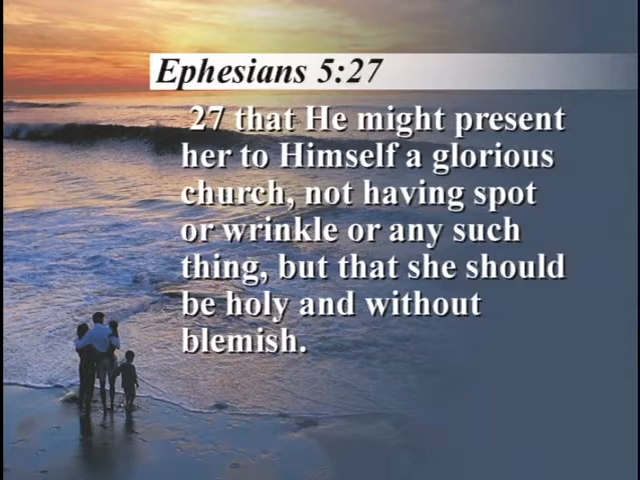 Ephesians 5:27
27 that He might present
her to Himself a glorious
church, not having spot
or wrinkle or any such
thing, but that she should
be holy and without
blemish.